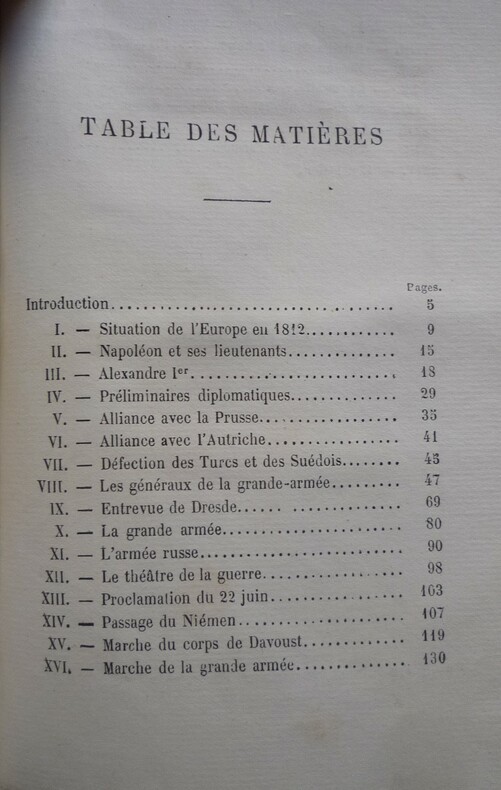 TABLE DES MATIÈRES
Pages.
Introduction.................................. 5
I. — Situation de l'Europe en 1812............ 9
II. — Napoléon et ses lieutenants.............. 15
III. — Alexandre Ier........................... 18
IV. — Préliminaires diplomatiques.............. 29
V. — Alliance avec la Prusse.................. 35
VI. — Alliance avec l'Autriche................. 41
VII. — Défection des Turcs et des Suédois........ 45
VIII. — Les généraux de la grande-armée......... 47
IX. — Entrevue de Dresde...................... 69
X. — La grande armée......................... 80
XI. — L'armée russe........................... 90
XII. — Le théâtre de la guerre.................. 98
XIII. — Proclamation du 22 juin................. 103
XIV. — Passage du Niémen...................... 107
XV. — Marche du corps de Davoust............. 119
XVI. — Marche de la grande armée.............. 130